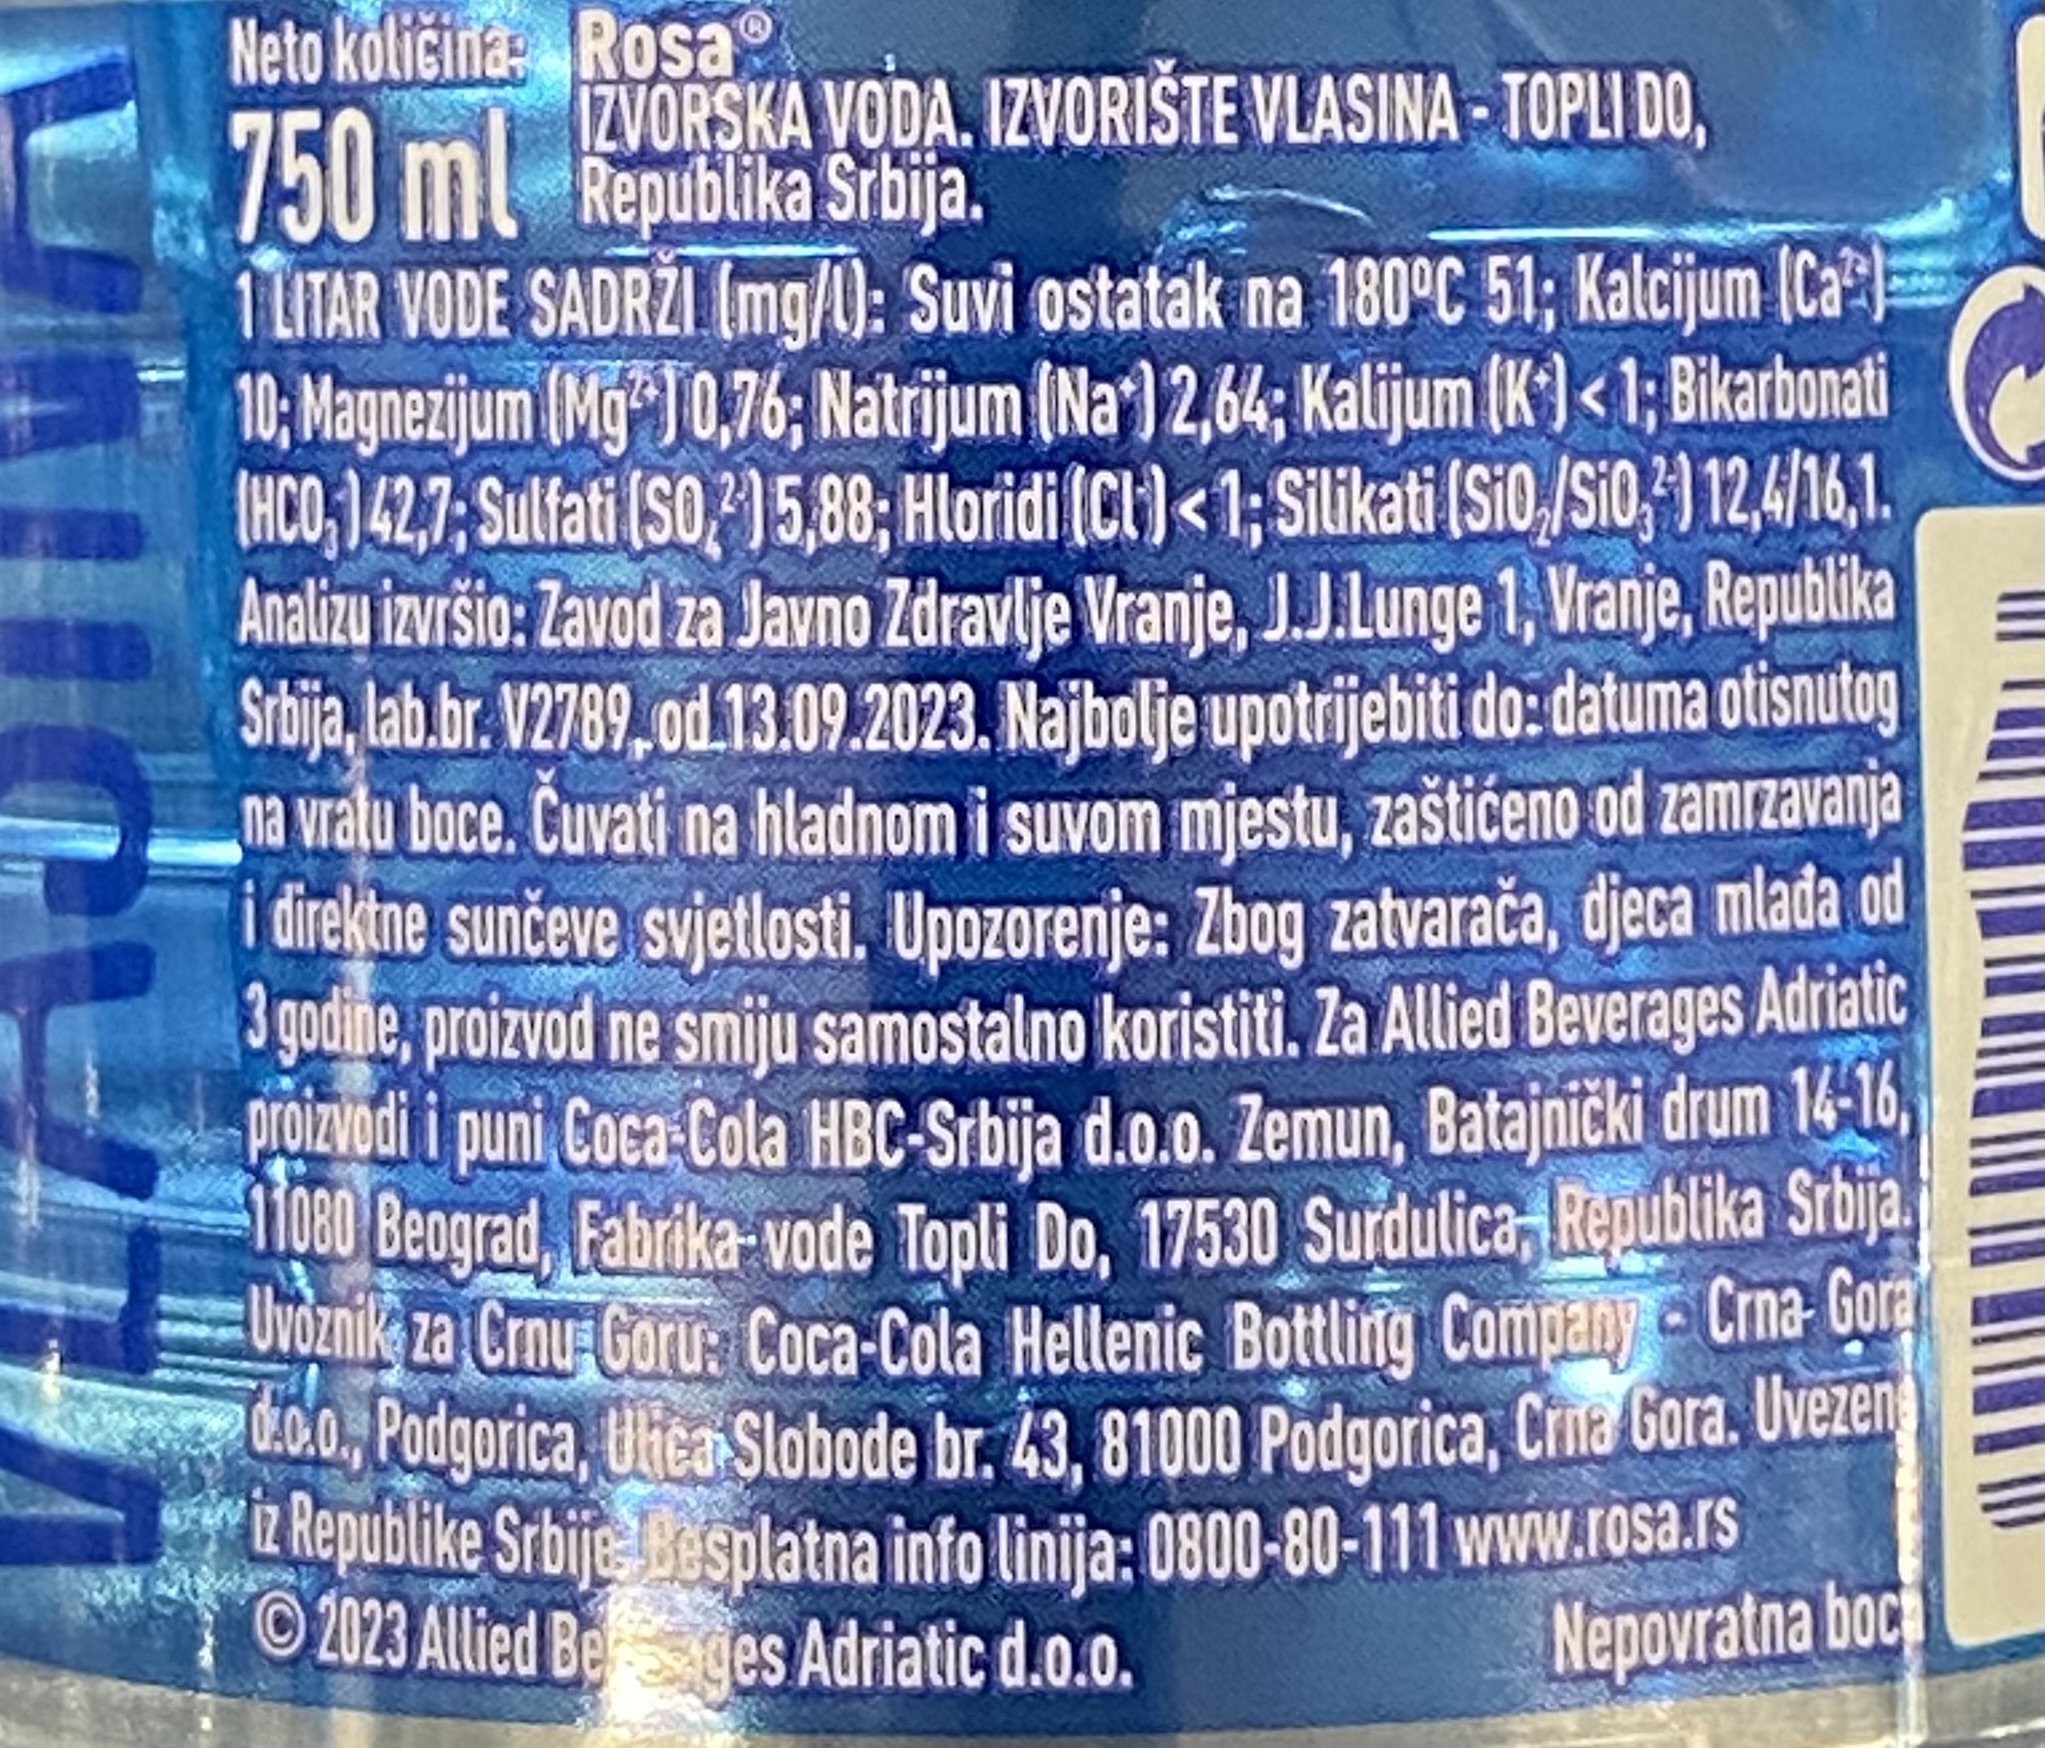 Neto količina:
750 ml
Rosa®
IZVORSKA VODA. IZVORIŠTE VLASINA - TOPLI DO,
Republika Srbija.
1 LITAR VODE SADRŽI (mg/l): Suvi ostatak na 180ºC 51; Kalcijum (Ca²⁺)
10; Magnezijum (Mg²⁺) 0,76; Natrijum (Na⁺) 2,64; Kalijum (K⁺) < 1; Bikarbonati
(HCO₃⁻) 42,7; Sulfati (SO₄²⁻) 5,88; Hloridi (Cl⁻) < 1; Silikati (SiO₂/SiO₃²⁻) 12,4/16,1.
Analizu izvršio: Zavod za Javno Zdravlje Vranje, J.J.Lunge 1, Vranje, Republika
Srbija, lab.br. V2789, od 13.09.2023. Najbolje upotrijebiti do: datuma otisnutog
na vratu boce. Čuvati na hladnom i suvom mjestu, zaštićeno od zamrzavanja
i direktne sunčeve svjetlosti. Upozorenje: Zbog zatvarača, djeca mlađa od
3 godine, proizvod ne smiju samostalno koristiti. Za Allied Beverages Adriatic
proizvodi i puni Coca-Cola HBC-Srbija d.o.o. Zemun, Batajnički drum 14-16,
11080 Beograd, Fabrika vode Topli Do, 17530 Surdulica, Republika Srbija.
Uvoznik za Crnu Goru: Coca-Cola Hellenic Bottling Company - Crna Gora
d.o.o., Podgorica, Ulica Slobode br. 43, 81000 Podgorica, Crna Gora. Uvezeno
iz Republike Srbije. Besplatna info linija: 0800-80-111 www.rosa.rs
© 2023 Allied Beverages Adriatic d.o.o.
Nepovratna boca
VLASINA